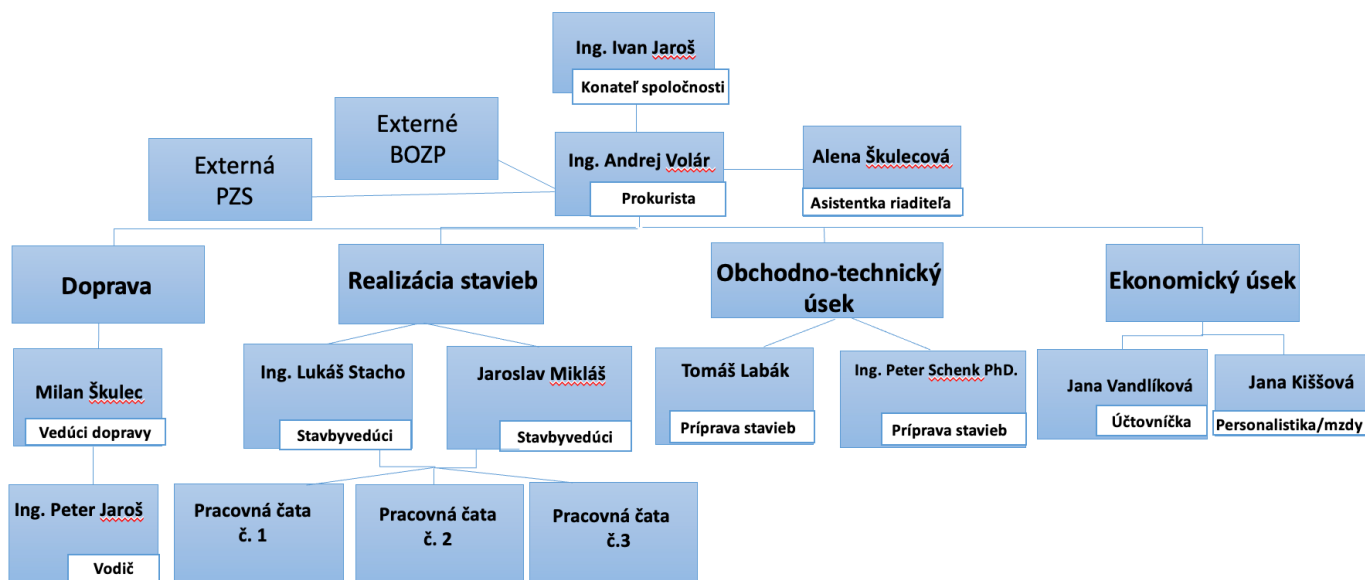 Ing. Ivan Jaroš
Konateľ spoločnosti
Externé
BOZP
Externá
PZS
Ing. Andrej Volár
Prokurista
Alena Škulecová
Asistentka riaditeľa
Doprava
Realizácia stavieb
Obchodno-technický
úsek
Ekonomický úsek
Milan Škulec
Vedúci dopravy
Ing. Lukáš Stacho
Stavbyvedúci
Jaroslav Mikláš
Stavbyvedúci
Tomáš Labák
Príprava stavieb
Ing. Peter Schenk PhD.
Príprava stavieb
Jana Vandlíková
Účtovníčka
Jana Kiššová
Personalistika/mzdy
Ing. Peter Jaroš
Vodič
Pracovná čata
č. 1
Pracovná čata
č. 2
Pracovná čata
č.3